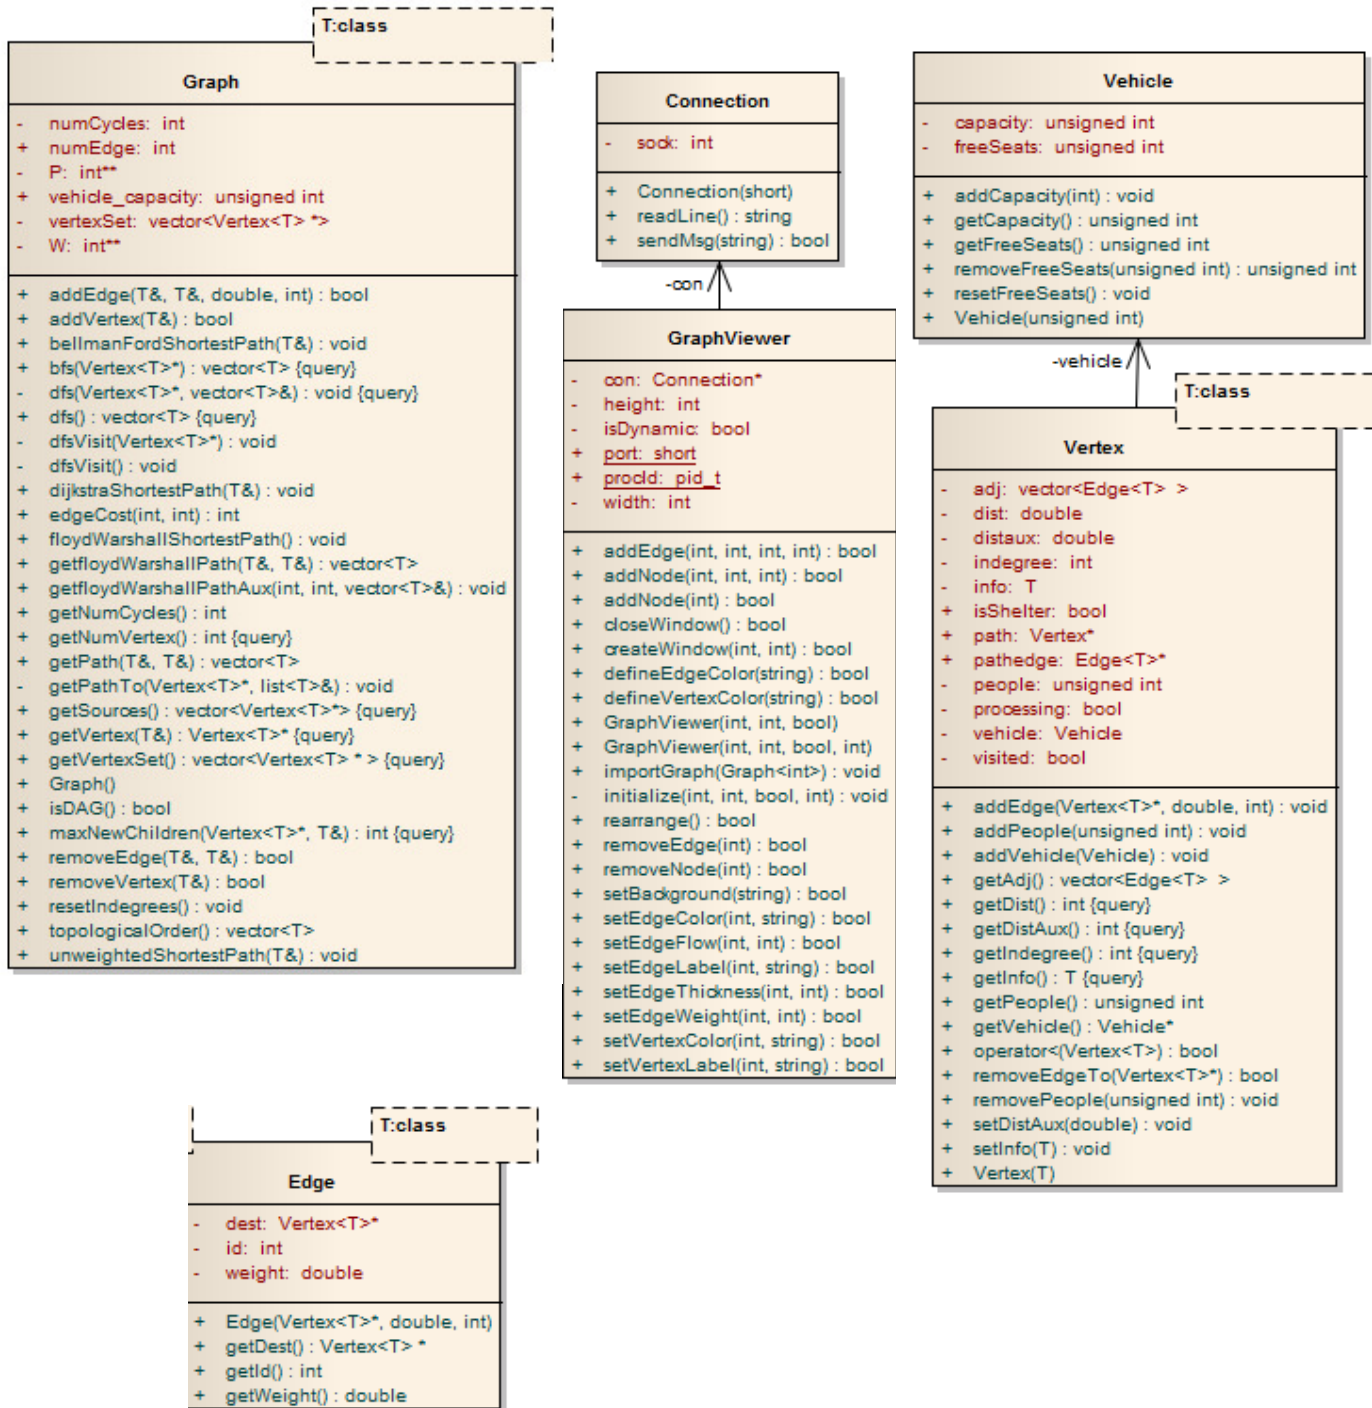 T:class
Graph
- numCycles: int
+ numEdge: int
- P: int**
+ vehicle_capacity: unsigned int
- vertexSet: vector<Vertex<T> *>
- W: int**
+ addEdge(T&, T&, double, int) : bool
+ addVertex(T&) : bool
+ bellmanFordShortestPath(T&) : void
+ bfs(Vertex<T>*) : vector<T> {query}
- dfs(Vertex<T>*, vector<T>&) : void {query}
+ dfs() : vector<T> {query}
- dfsVisit(Vertex<T>*) : void
- dfsVisit() : void
+ dijkstraShortestPath(T&) : void
+ edgeCost(int, int) : int
+ floydWarshallShortestPath() : void
+ getfloydWarshallPath(T&, T&) : vector<T>
+ getfloydWarshallPathAux(int, int, vector<T>&) : void
+ getNumCycles() : int
+ getNumVertex() : int {query}
+ getPath(T&, T&) : vector<T>
- getPathTo(Vertex<T>*, list<T>&) : void
+ getSources() : vector<Vertex<T>*> {query}
+ getVertex(T&) : Vertex<T>* {query}
+ getVertexSet() : vector<Vertex<T> * > {query}
+ Graph()
+ isDAG() : bool
+ maxNewChildren(Vertex<T>*, T&) : int {query}
+ removeEdge(T&, T&) : bool
+ removeVertex(T&) : bool
+ resetIndegrees() : void
+ topologicalOrder() : vector<T>
+ unweightedShortestPath(T&) : void
Connection
- sock: int
+ Connection(short)
+ readLine() : string
+ sendMsg(string) : bool
-con
GraphViewer
- con: Connection*
- height: int
- isDynamic: bool
+ port: short
+ procId: pid_t
- width: int
+ addEdge(int, int, int, int) : bool
+ addNode(int, int, int) : bool
+ addNode(int) : bool
+ closeWindow() : bool
+ createWindow(int, int) : bool
+ defineEdgeColor(string) : bool
+ defineVertexColor(string) : bool
+ GraphViewer(int, int, bool)
+ GraphViewer(int, int, bool, int)
+ importGraph(Graph<int>) : void
- initialize(int, int, bool, int) : void
+ rearrange() : bool
+ removeEdge(int) : bool
+ removeNode(int) : bool
+ setBackground(string) : bool
+ setEdgeColor(int, string) : bool
+ setEdgeFlow(int, int) : bool
+ setEdgeLabel(int, string) : bool
+ setEdgeThickness(int, int) : bool
+ setEdgeWeight(int, int) : bool
+ setVertexColor(int, string) : bool
+ setVertexLabel(int, string) : bool
Vehicle
- capacity: unsigned int
- freeSeats: unsigned int
+ addCapacity(int) : void
+ getCapacity() : unsigned int
+ getFreeSeats() : unsigned int
+ removeFreeSeats(unsigned int) : unsigned int
+ resetFreeSeats() : void
+ Vehicle(unsigned int)
-vehicle
T:class
Vertex
- adj: vector<Edge<T> >
- dist: double
- distaux: double
- indegree: int
- info: T
+ isShelter: bool
+ path: Vertex*
+ pathedge: Edge<T>*
- people: unsigned int
- processing: bool
- vehicle: Vehicle
- visited: bool
+ addEdge(Vertex<T>*, double, int) : void
+ addPeople(unsigned int) : void
+ addVehicle(Vehicle) : void
+ getAdj() : vector<Edge<T> >
+ getDist() : int {query}
+ getDistAux() : int {query}
+ getIndegree() : int {query}
+ getInfo() : T {query}
+ getPeople() : unsigned int
+ getVehicle() : Vehicle*
+ operator<(Vertex<T>) : bool
+ removeEdgeTo(Vertex<T>*) : bool
+ removePeople(unsigned int) : void
+ setDistAux(double) : void
+ setInfo(T) : void
+ Vertex(T)
T:class
Edge
- dest: Vertex<T>*
- id: int
- weight: double
+ Edge(Vertex<T>*, double, int)
+ getDest() : Vertex<T> *
+ getId() : int
+ getWeight() : double